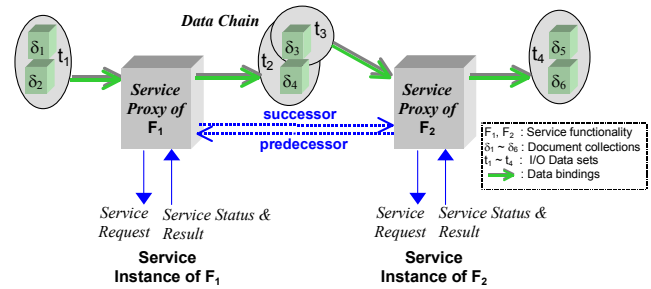 Data Chain
δ1
δ2
t1
t2
t3
δ3
δ4
t4
δ5
δ6
Service
Proxy of
F1
successor
predecessor
Service
Proxy of
F2
F1, F2 : Service functionality
δ1 ~ δ6 : Document collections
t1 ~ t4 : I/O Data sets
: Data bindings
Service
Request
Service Status &
Result
Service
Request
Service Status &
Result
Service
Instance of F1
Service
Instance of F2